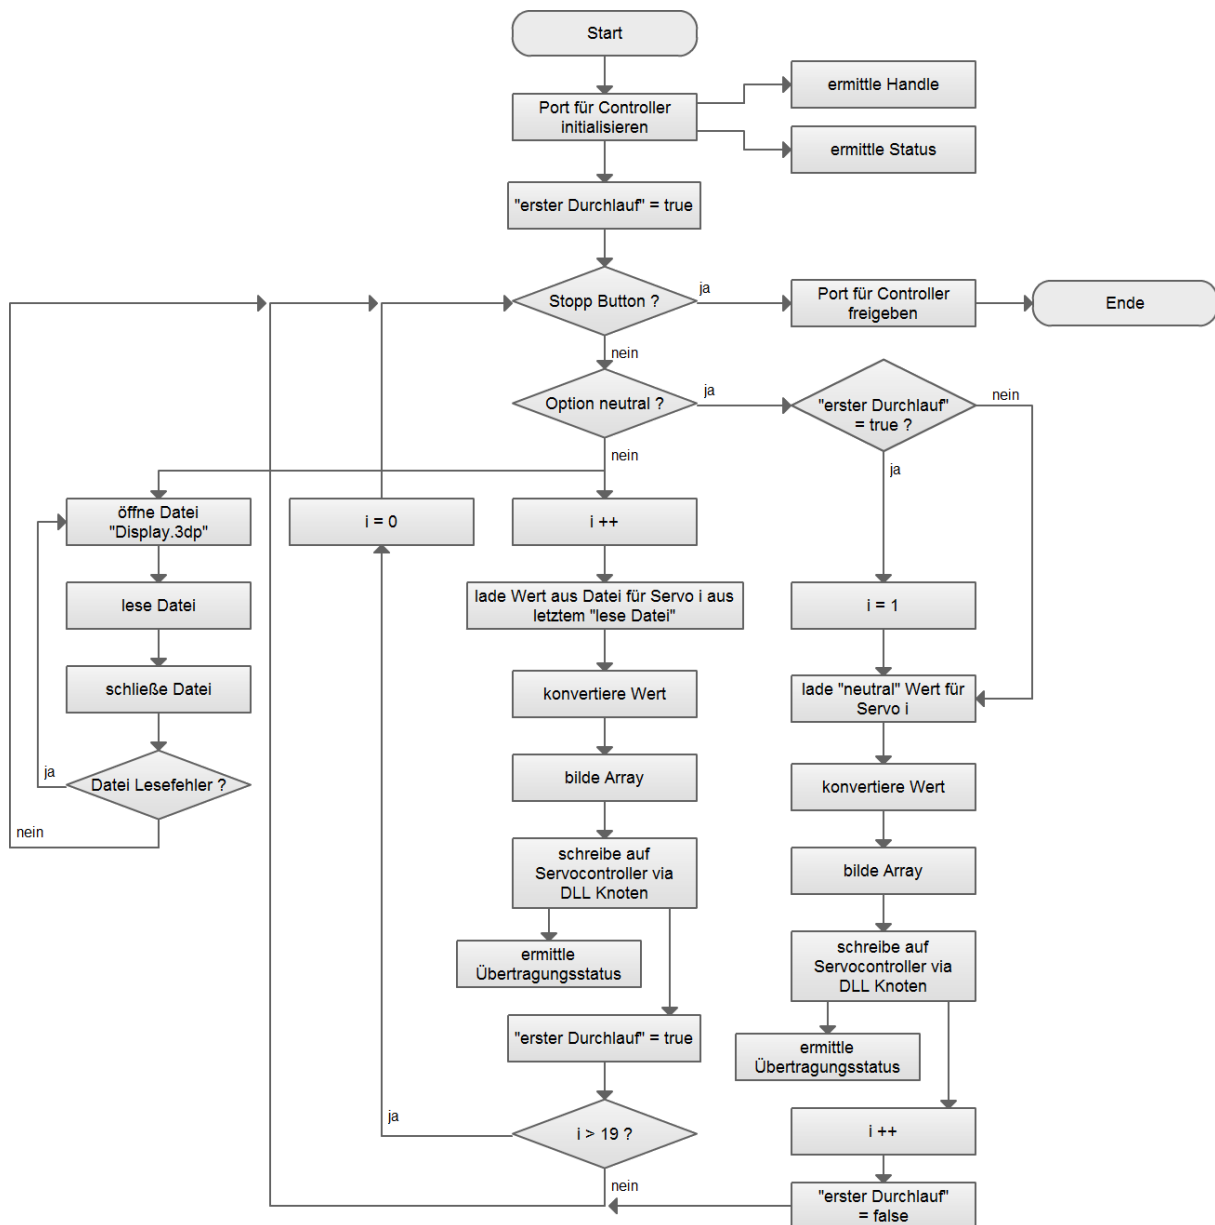 Start
Port für Controller
initialisieren
ermittle Handle
ermittle Status
"erster Durchlauf" = true
Stopp Button ?
ja
Port für Controller
freigeben
Ende
nein
Option neutral ?
ja
"erster Durchlauf"
= true ?
nein
nein
ja
öffne Datei
"Display.3dp"
i = 0
i ++
lese Datei
lade Wert aus Datei für Servo i aus
letztem "lese Datei"
i = 1
schließe Datei
konvertiere Wert
lade "neutral" Wert für
Servo i
ja
Datei Lesefehler ?
nein
bilde Array
konvertiere Wert
schreibe auf
Servocontroller via
DLL Knoten
bilde Array
ermittle
Übertragungsstatus
schreibe auf
Servocontroller via
DLL Knoten
"erster Durchlauf" = true
ermittle
Übertragungsstatus
ja
i > 19 ?
i ++
nein
"erster Durchlauf"
= false